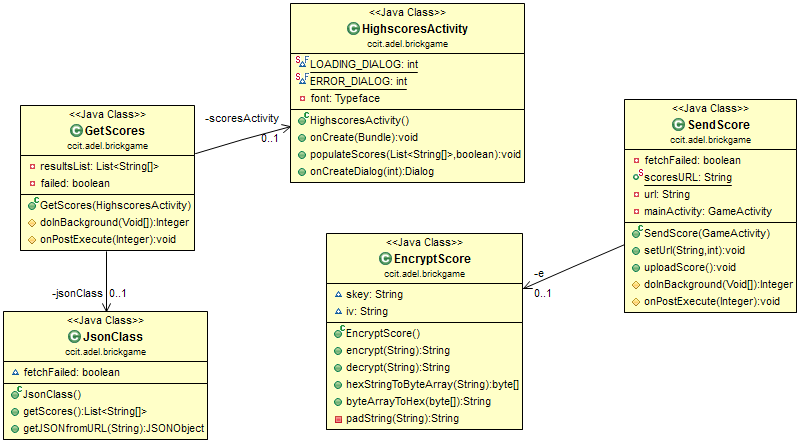 <<Java Class>>
HighscoresActivity
ccit.adel.brickgame
LOADING_DIALOG: int
ERROR_DIALOG: int
font: Typeface
HighscoresActivity()
onCreate(Bundle):void
populateScores(List<String[]>,boolean):void
onCreateDialog(int):Dialog
-scoresActivity
0..1
<<Java Class>>
GetScores
ccit.adel.brickgame
resultsList: List<String[]>
failed: boolean
GetScores(HighscoresActivity)
doInBackground(Void[]):Integer
onPostExecute(Integer):void
-jsonClass
0..1
<<Java Class>>
JsonClass
ccit.adel.brickgame
fetchFailed: boolean
JsonClass()
getScores():List<String[]>
getJSONfromURL(String):JSONObject
<<Java Class>>
SendScore
ccit.adel.brickgame
fetchFailed: boolean
scoresURL: String
url: String
mainActivity: GameActivity
SendScore(GameActivity)
setUrl(String,int):void
uploadScore():void
doInBackground(Void[]):Integer
onPostExecute(Integer):void
-e
0..1
<<Java Class>>
EncryptScore
ccit.adel.brickgame
skey: String
iv: String
EncryptScore()
encrypt(String):String
decrypt(String):String
hexStringToByteArray(String):byte[]
byteArrayToHex(byte[]):String
padString(String):String